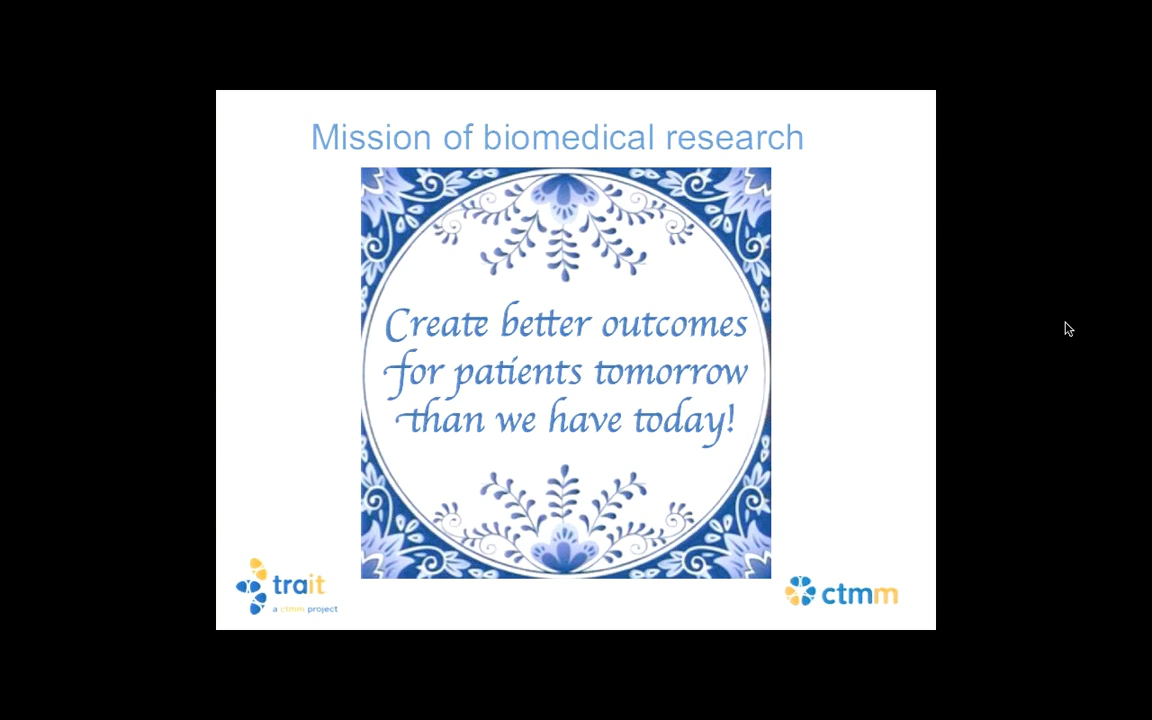 Mission of biomedical research
Create better outcomes
for patients tomorrow
than we have today!
trait
a ctmm project
ctmm